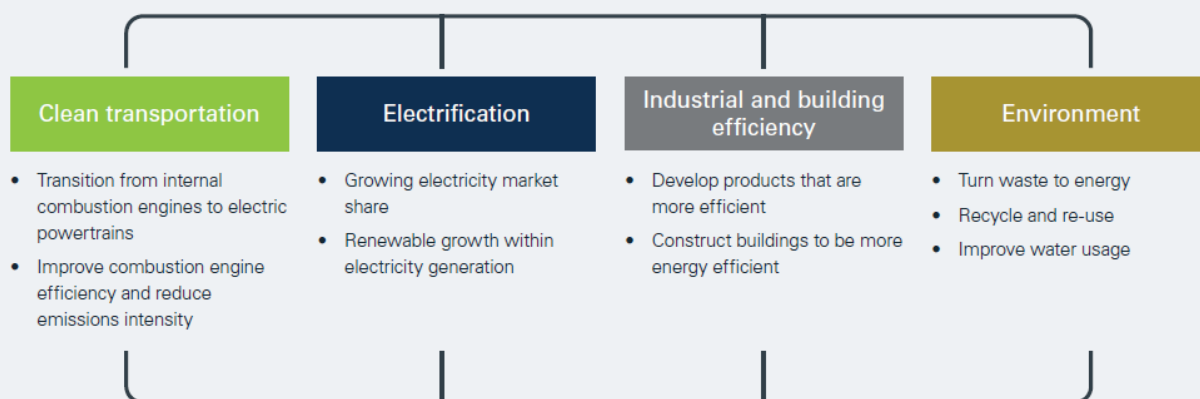 Clean transportation
• Transition from internal
combustion engines to electric
powertrains
• Improve combustion engine
efficiency and reduce
emissions intensity
Electrification
• Growing electricity market
share
• Renewable growth within
electricity generation
Industrial and building
efficiency
• Develop products that are
more efficient
• Construct buildings to be more
energy efficient
Environment
• Turn waste to energy
• Recycle and re-use
• Improve water usage